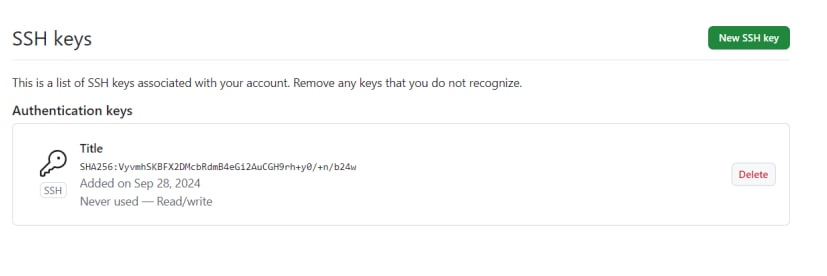 SSH keys
New SSH key
This is a list of SSH keys associated with your account. Remove any keys that you do not recognize.
Authentication keys
Title
SHA256:VyvmhSKBFX2DMcbRdmB4eGi2AuCGH9rh+y0/+n/b24w
Added on Sep 28, 2024
Never used — Read/write
SSH
Delete